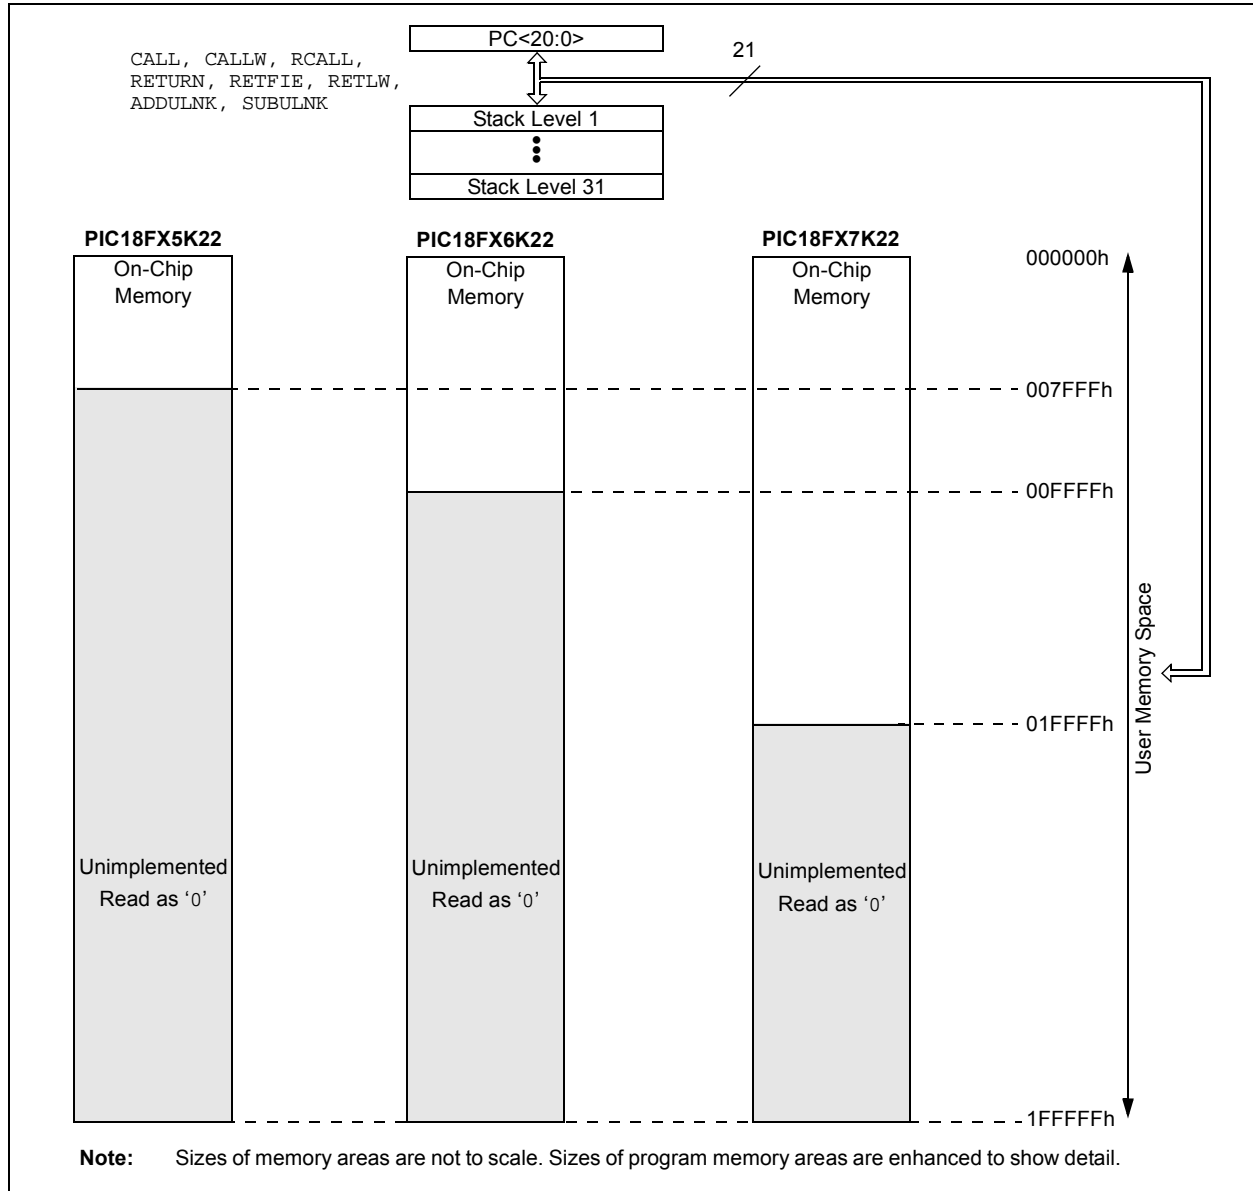 PC<20:0>
21
CALL, CALLW, RCALL,
RETURN, RETFIE, RETLW,
ADDULNK, SUBULNK
Stack Level 1
Stack Level 31
PIC18FX5K22
PIC18FX6K22
PIC18FX7K22
On-Chip
Memory
On-Chip
Memory
On-Chip
Memory
000000h
007FFFh
00FFFFh
01FFFFh
User Memory Space
Unimplemented
Read as ‘0’
Unimplemented
Read as ‘0’
Unimplemented
Read as ‘0’
1FFFFFh
Note: Sizes of memory areas are not to scale. Sizes of program memory areas are enhanced to show detail.